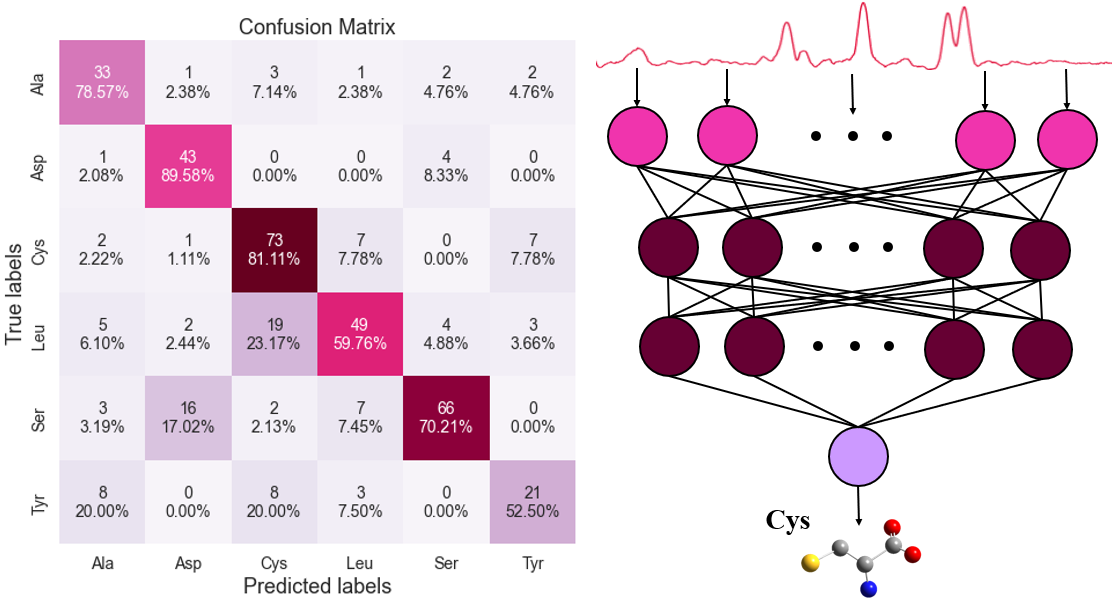 Confusion Matrix
True labels
Ala
33 1 3 1 2 2
78.57% 2.38% 7.14% 2.38% 4.76% 4.76%
Asp
1 43 0 0 4 0
2.08% 89.58% 0.00% 0.00% 8.33% 0.00%
Cys
2 1 73 7 0 7
2.22% 1.11% 81.11% 7.78% 0.00% 7.78%
Leu
5 2 19 49 4 3
6.10% 2.44% 23.17% 59.76% 4.88% 3.66%
Ser
3 16 2 7 66 0
3.19% 17.02% 2.13% 7.45% 70.21% 0.00%
Tyr
8 0 8 3 0 21
20.00% 0.00% 20.00% 7.50% 0.00% 52.50%
Ala Asp Cys Leu Ser Tyr
Predicted labels
Cys